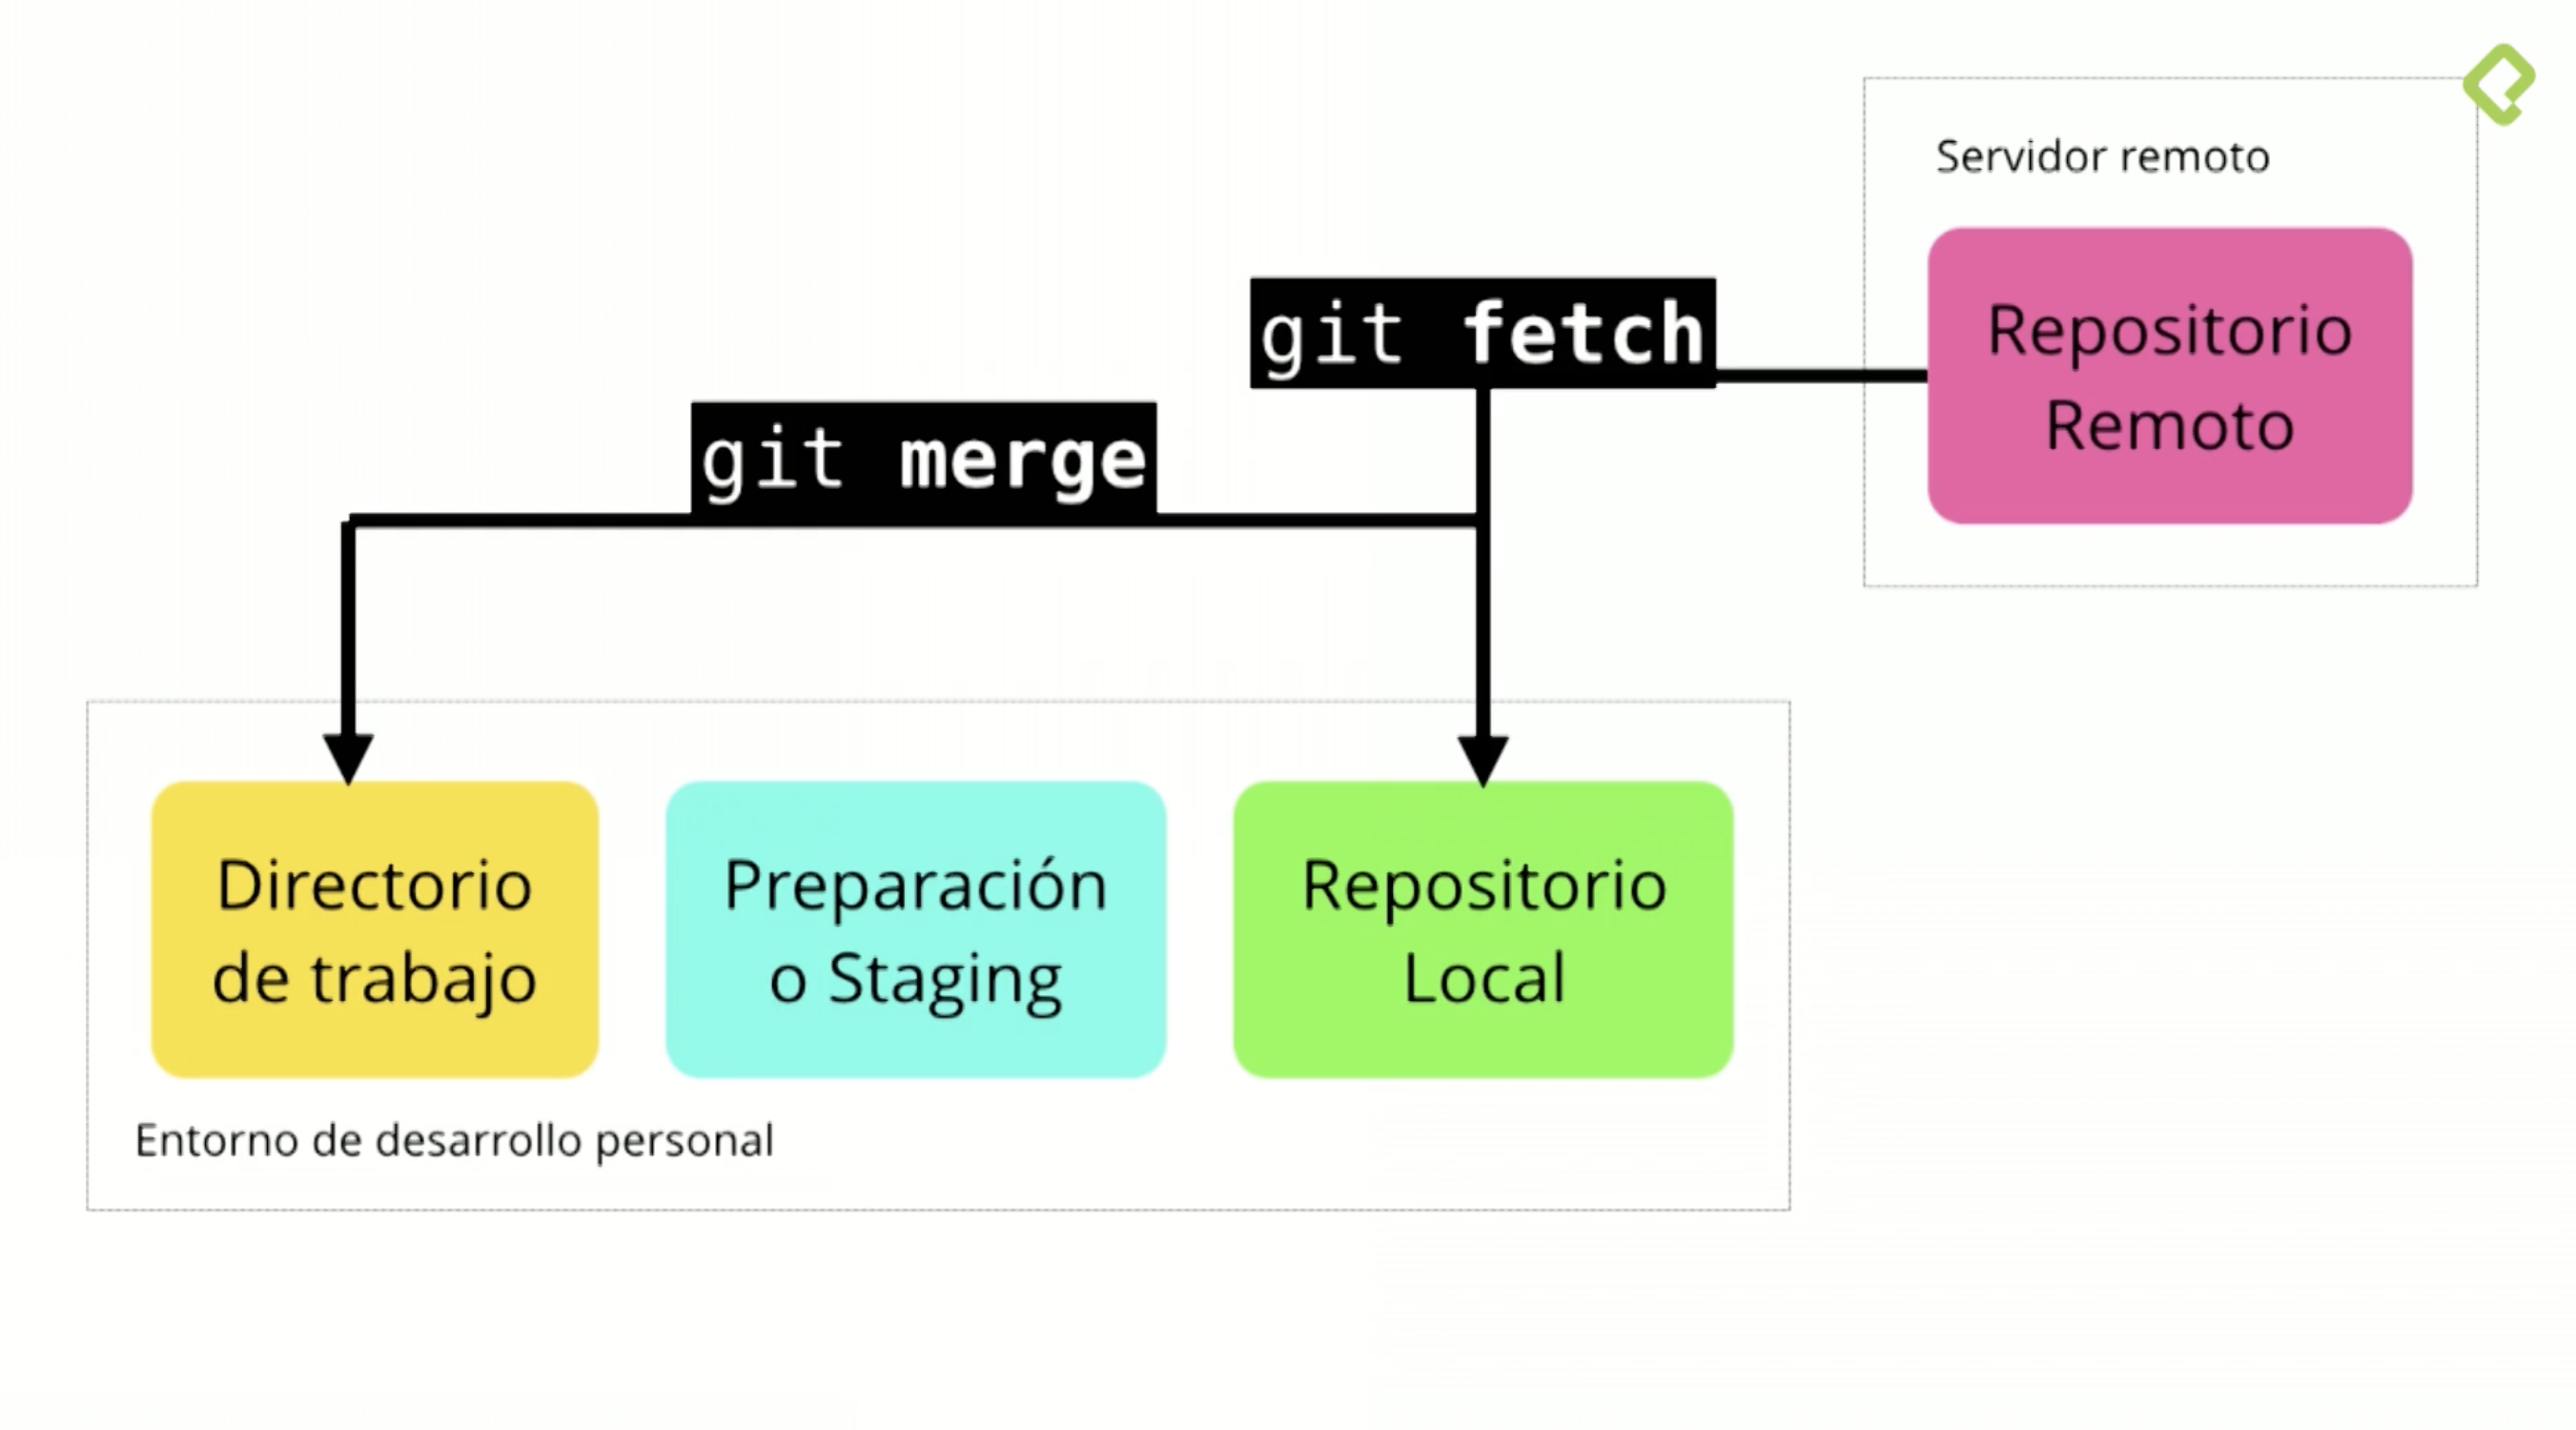 Servidor remoto
git fetch
Repositorio
Remoto
git merge
Directorio
de trabajo
Preparación
o Staging
Repositorio
Local
Entorno de desarrollo personal